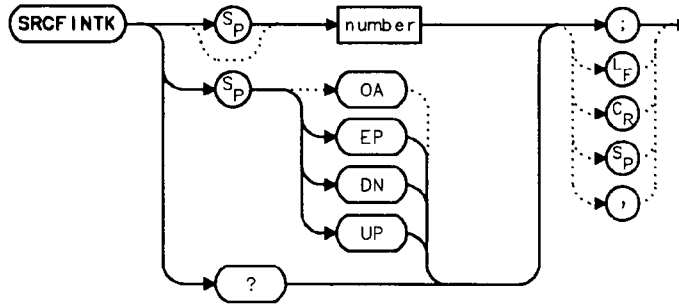 SRCFINTK
SP number ;
LF
SP OA
CR
EP
SP
DN
,
UP
?